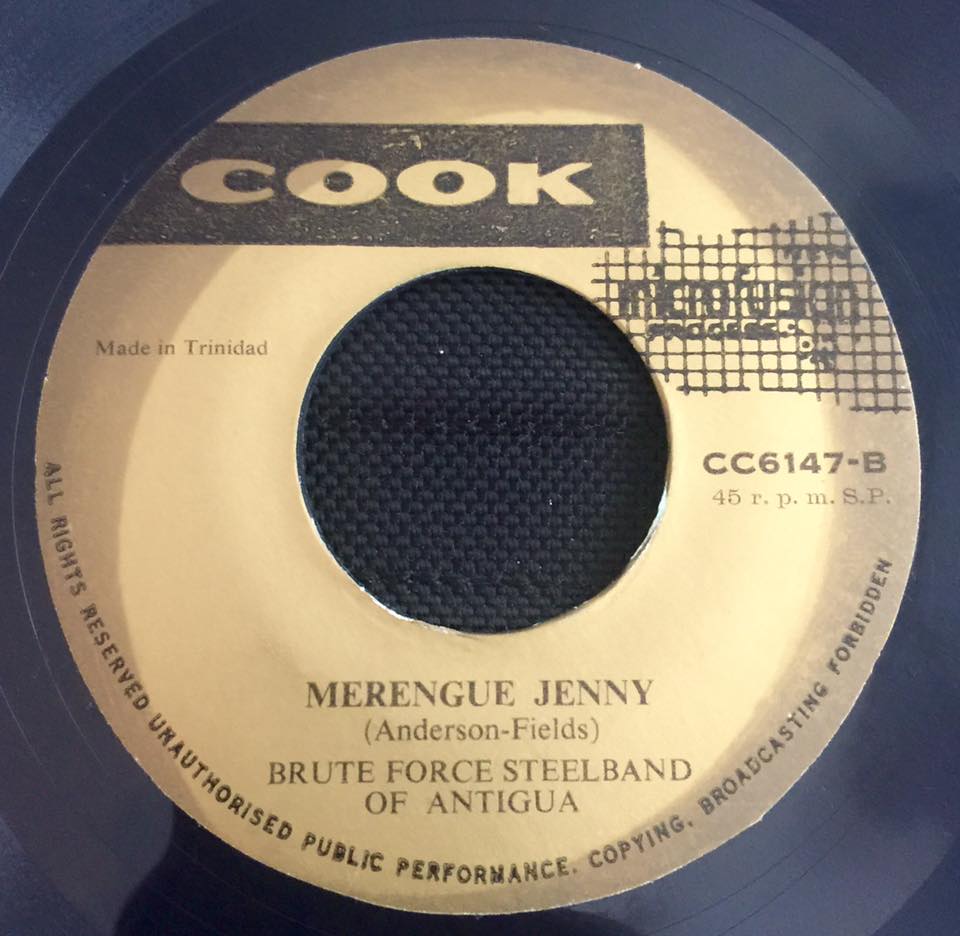 COOK
Made in Trinidad
CC6147-B
45 r. p. m. S.P.
MERENGUE JENNY
(Anderson-Fields)
BRUTE FORCE STEELBAND
OF ANTIGUA
ALL RIGHTS RESERVED UNAUTHORISED PUBLIC PERFORMANCE. COPYING. BROADCASTING FORBIDDEN